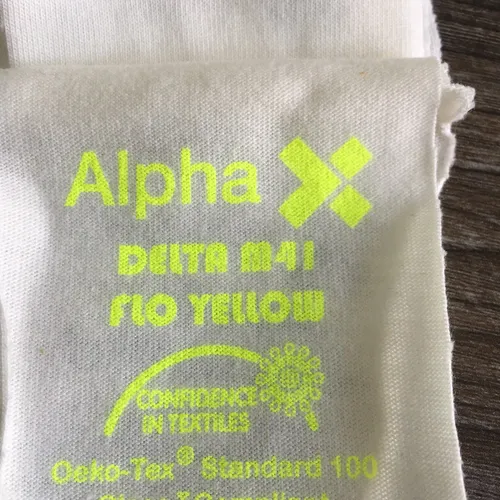 Alpha X
DELTA M41
FLO YELLOW
CONFIDENCE
IN TEXTILES
Oeko-Tex® Standard 100